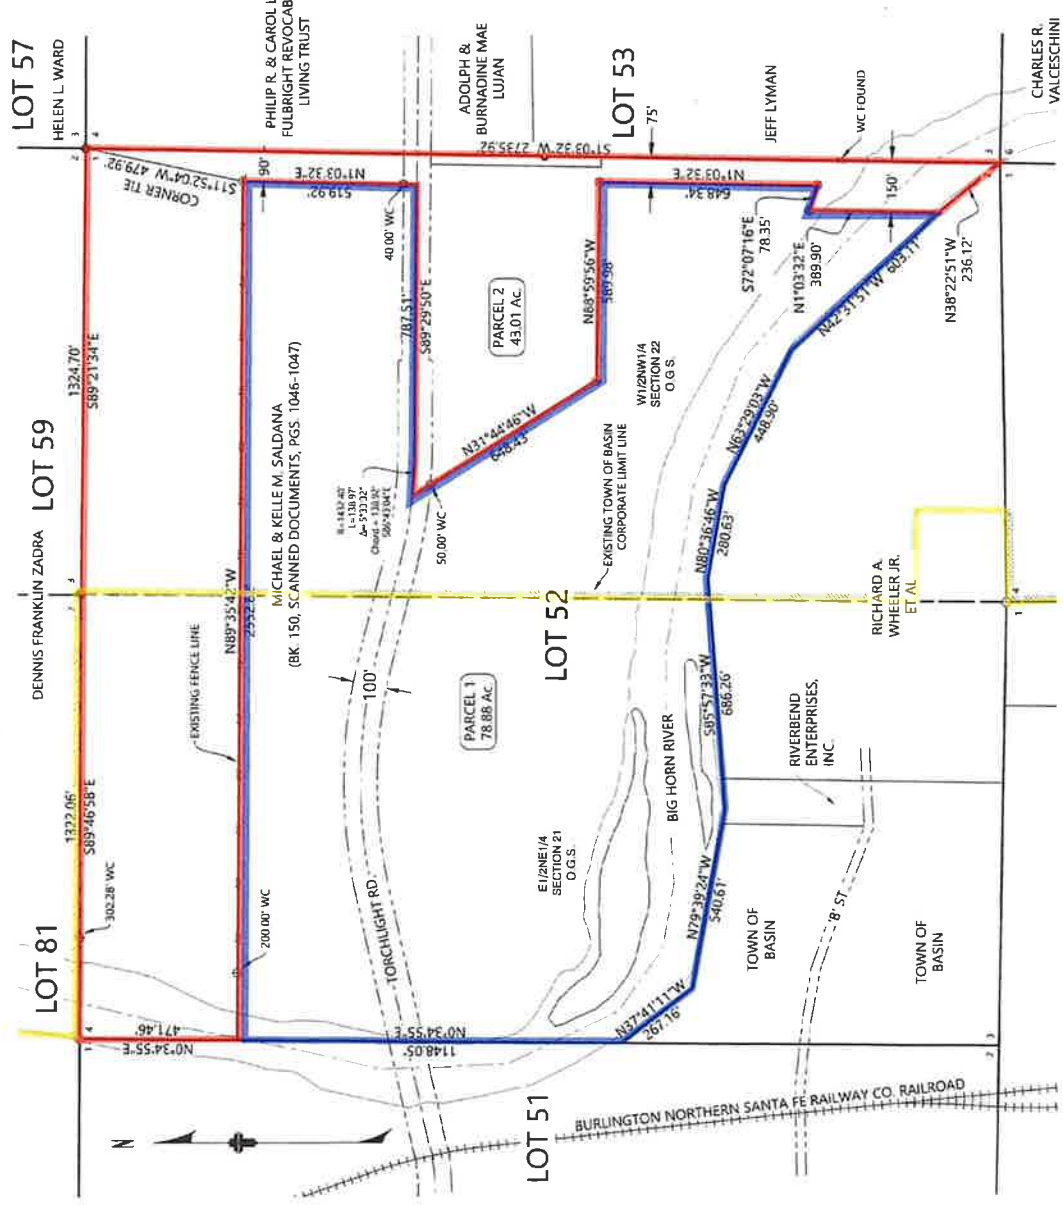 LOT 57
HELEN L. WARD
DENNIS FRANKLIN ZADRA
LOT 59
LOT 81
1324.70'
S89°21'34"E
1322.06'
S89°46'58"E
302.28' WC
CORNER TIE
S11°52'04"W 479.92'
PHILIP R. & CAROL
FULBRIGHT REVOCAB
LIVING TRUST
90'
N1°03'32"E
519.92'
40.00' WC
ADOLPH &
BURNADINE MAE
LUJAN
LOT 53
75'
S1°03'32"W 2735.92'
JEFF LYMAN
WC FOUND
CHARLES R.
VALCESCHINI
EXISTING FENCE LINE
N89°35'42"W
MICHAEL & KELLE M. SALDANA
(BK. 150, SCANNED DOCUMENTS, PGS. 1046-1047)
200.00' WC
N0°34'55"E
471.46'
787.51'
S89°29'50"E
PARCEL 2
43.01 Ac.
L=138.97'
50.00' WC
N31°44'46"W
648.43'
N88°59'56"W
589.98'
N1°03'32"E
648.34'
S72°07'16"E
78.35'
N1°03'32"E
389.90'
150'
N38°22'51"W
236.12'
N42°31'51"W 603.11'
W1/2NW1/4
SECTION 22
O.G.S.
EXISTING TOWN OF BASIN
CORPORATE LIMIT LINE
N63°29'03"W
448.90'
N80°36'46"W
280.63'
LOT 52
100'
PARCEL 1
78.88 Ac
TORCHLIGHT RD.
S85°57'33"W
686.26'
BIG HORN RIVER
E1/2NE1/4
SECTION 21
O.G.S.
N79°39'24"W
540.61'
N37°41'11"W
267.16'
N0°34'55"E
1148.05'
RICHARD A.
WHEELER JR.
ET AL
RIVERBEND
ENTERPRISES,
INC.
TOWN OF
BASIN
'B' ST.
TOWN OF
BASIN
N
LOT 51
BURLINGTON NORTHERN SANTA FE RAILWAY CO. RAILROAD